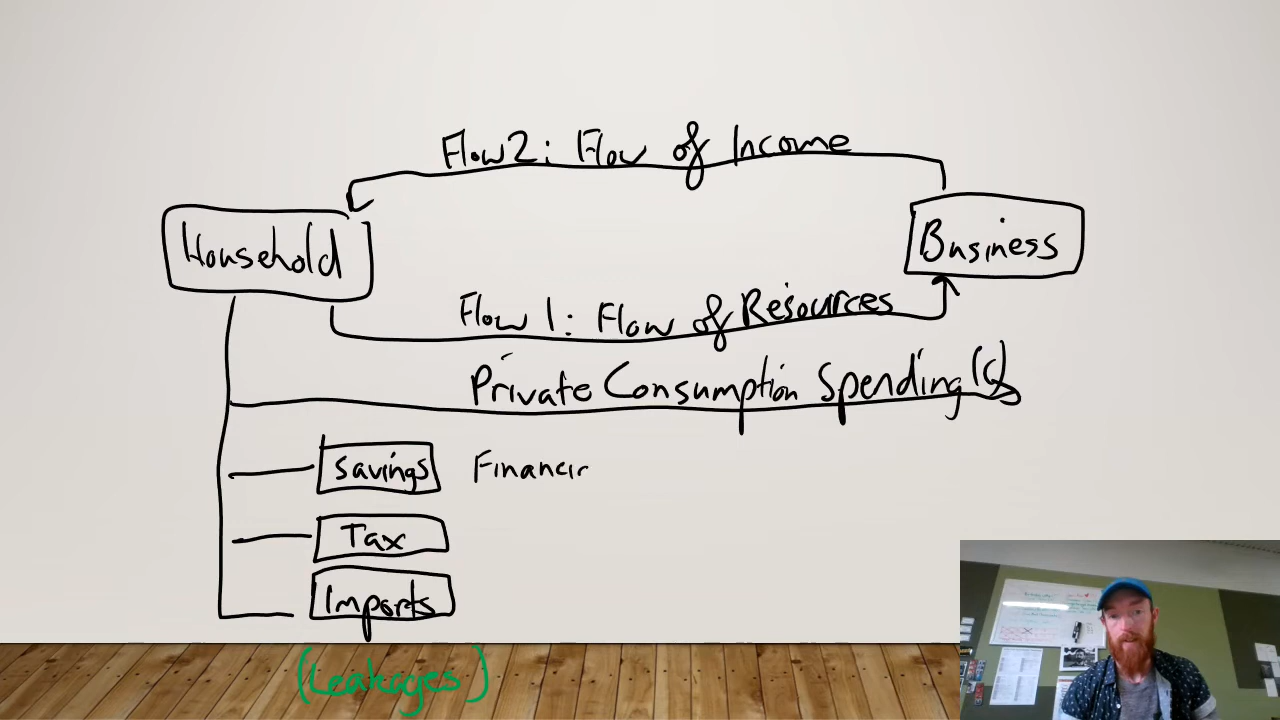 Flow 2: Flow of Income
Household
Business
Flow 1: Flow of Resources
Private Consumption Spending (C)
Savings
Tax
Imports
(Leakages)